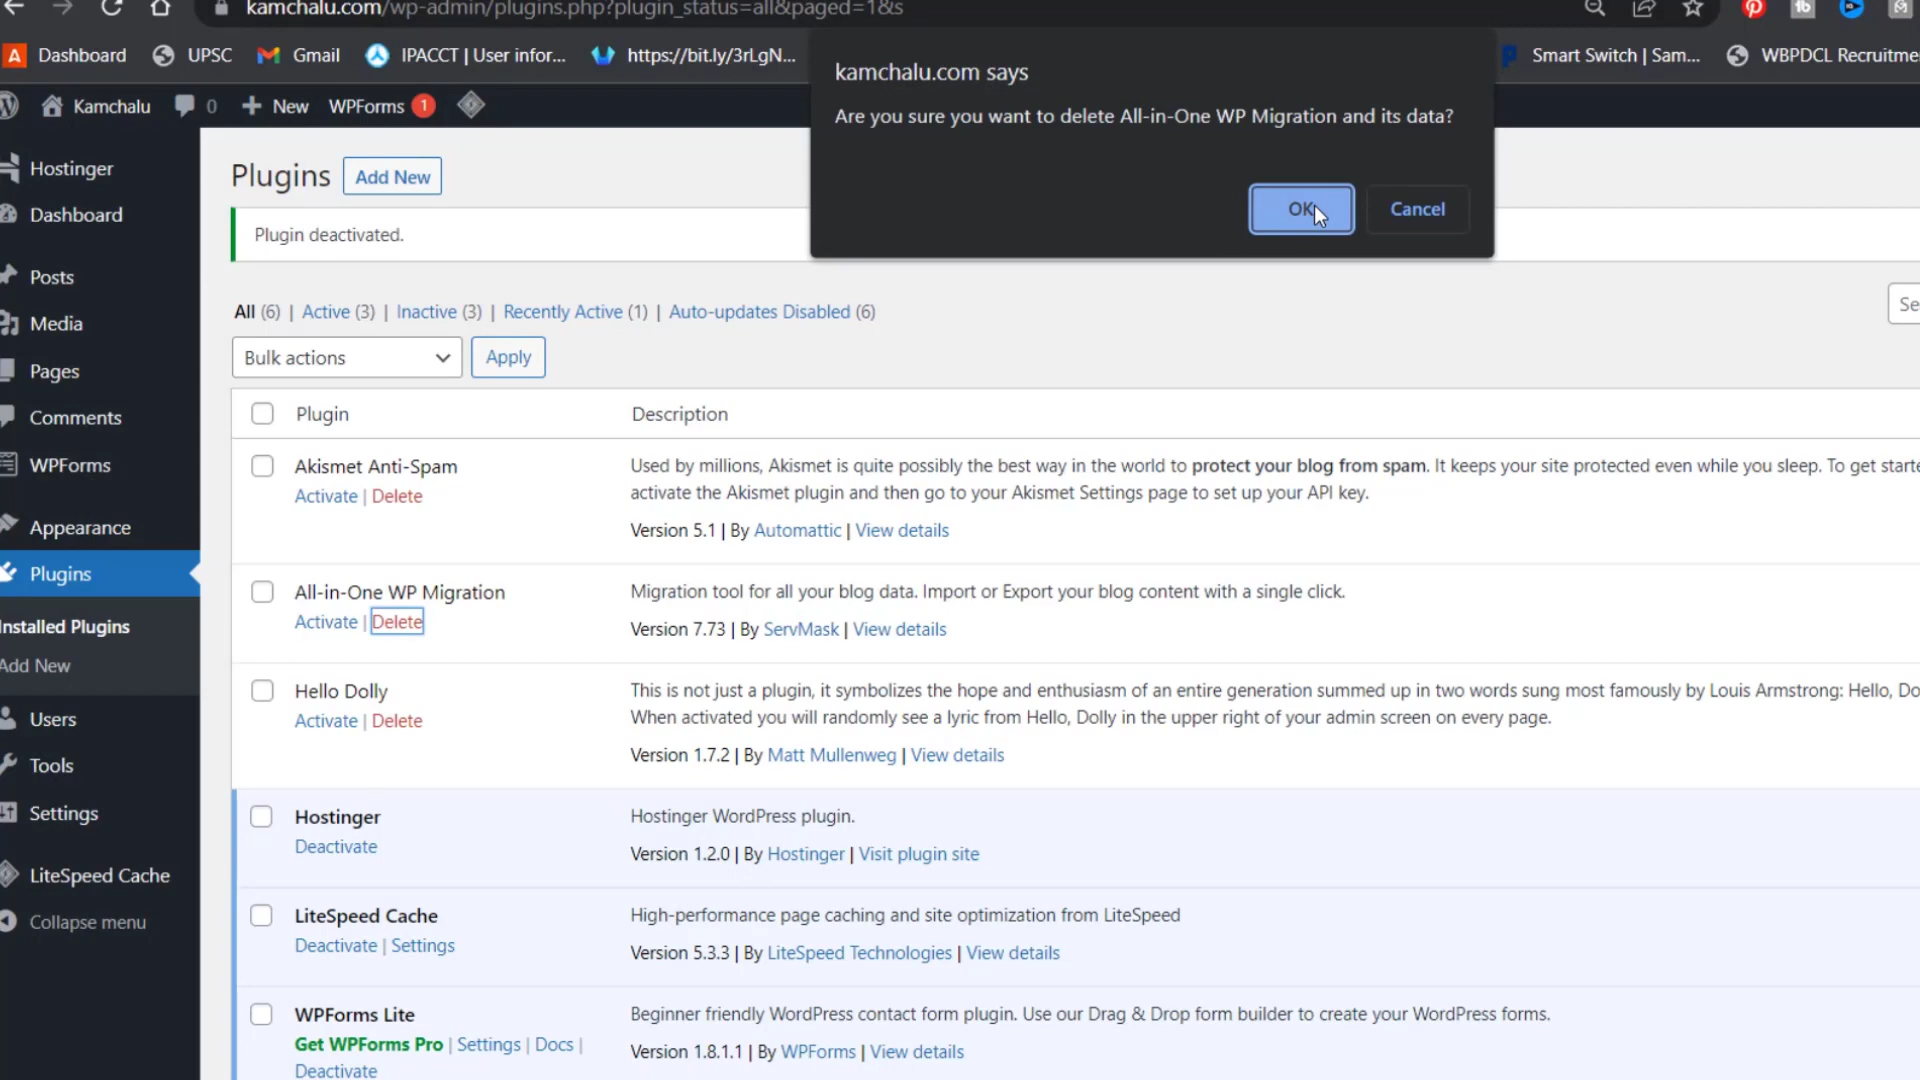 kamchalu.com/wp-admin/plugins.php?plugin_status=all&paged=1&s
Dashboard
UPSC
Gmail
IPACCT | User infor...
https://bit.ly/3rLgN...
Smart Switch | Sam...
WBPDCL Recruitme
Kamchalu
0
New
WPForms
1
kamchalu.com says
Are you sure you want to delete All-in-One WP Migration and its data?
OK
Cancel
Hostinger
Dashboard
Posts
Media
Pages
Comments
WPForms
Appearance
Plugins
Installed Plugins
Add New
Users
Tools
Settings
LiteSpeed Cache
Collapse menu
Plugins
Add New
Plugin deactivated.
All (6) | Active (3) | Inactive (3) | Recently Active (1) | Auto-updates Disabled (6)
Se
Bulk actions
Apply
Plugin
Description
Akismet Anti-Spam
Activate | Delete
Used by millions, Akismet is quite possibly the best way in the world to protect your blog from spam. It keeps your site protected even while you sleep. To get starte
activate the Akismet plugin and then go to your Akismet Settings page to set up your API key.
Version 5.1 | By Automattic | View details
All-in-One WP Migration
Activate | Delete
Migration tool for all your blog data. Import or Export your blog content with a single click.
Version 7.73 | By ServMask | View details
Hello Dolly
Activate | Delete
This is not just a plugin, it symbolizes the hope and enthusiasm of an entire generation summed up in two words sung most famously by Louis Armstrong: Hello, Do
When activated you will randomly see a lyric from Hello, Dolly in the upper right of your admin screen on every page.
Version 1.7.2 | By Matt Mullenweg | View details
Hostinger
Deactivate
Hostinger WordPress plugin.
Version 1.2.0 | By Hostinger | Visit plugin site
LiteSpeed Cache
Deactivate | Settings
High-performance page caching and site optimization from LiteSpeed
Version 5.3.3 | By LiteSpeed Technologies | View details
WPForms Lite
Get WPForms Pro | Settings | Docs |
Deactivate
Beginner friendly WordPress contact form plugin. Use our Drag & Drop form builder to create your WordPress forms.
Version 1.8.1.1 | By WPForms | View details